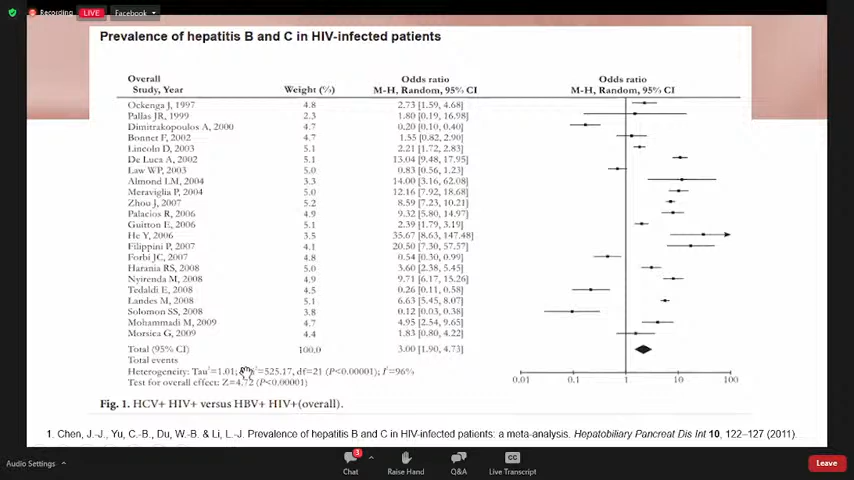 Recording LIVE Facebook
Prevalence of hepatitis B and C in HIV-infected patients
Overall Odds ratio Odds ratio
Study, Year Weight (%) M-H, Random, 95% CI M-H, Random, 95% CI
Ockenga J, 1997 4.8 2.73 [1.59, 4.68]
Pallas JR, 1999 2.3 1.80 [0.19, 16.98]
Dimitrakopoulos A, 2000 4.7 0.20 [0.10, 0.40]
Bonnet F, 2002 4.7 1.55 [0.82, 2.90]
Lincoln D, 2003 5.1 2.21 [1.72, 2.83]
De Luca A, 2002 5.1 13.04 [9.48, 17.95]
Law WP, 2003 5.0 0.83 [0.56, 1.23]
Almond LM, 2004 3.3 14.00 [3.16, 62.08]
Meraviglia P, 2004 5.0 12.16 [7.92, 18.68]
Zhou J, 2007 5.2 8.59 [7.23, 10.21]
Palacios R, 2006 4.9 9.32 [5.80, 14.97]
Guitton E, 2006 5.1 2.39 [1.79, 3.19]
He Y, 2006 3.5 35.67 [8.63, 147.48]
Filippini P, 2007 4.1 20.50 [7.30, 57.57]
Forbi JC, 2007 4.8 0.54 [0.30, 0.99]
Harania RS, 2008 5.0 3.60 [2.38, 5.45]
Nyirenda M, 2008 4.9 9.71 [6.17, 15.26]
Tedaldi E, 2008 4.5 0.26 [0.11, 0.58]
Landes M, 2008 5.1 6.63 [5.45, 8.07]
Solomon SS, 2008 3.8 0.12 [0.03, 0.38]
Mohammadi M, 2009 4.7 4.95 [2.54, 9.65]
Morsica G, 2009 4.4 1.83 [0.80, 4.22]
Total (95% CI) 100.0 3.00 [1.90, 4.73]
Total events
Heterogeneity: Tau²=1.01; ²=525.17, df=21 (P<0.00001); I²=96%
Test for overall effect: Z=4.72 (P<0.00001)
0.01 0.1 1 10 100
Fig. 1. HCV+ HIV+ versus HBV+ HIV+(overall).
1. Chen, J.-J., Yu, C.-B., Du, W.-B. & Li, L.-J. Prevalence of hepatitis B and C in HIV-infected patients: a meta-analysis. Hepatobiliary Pancreat Dis Int 10, 122–127 (2011).
3
CC
Audio Settings Chat Raise Hand Q&A Live Transcript Leave